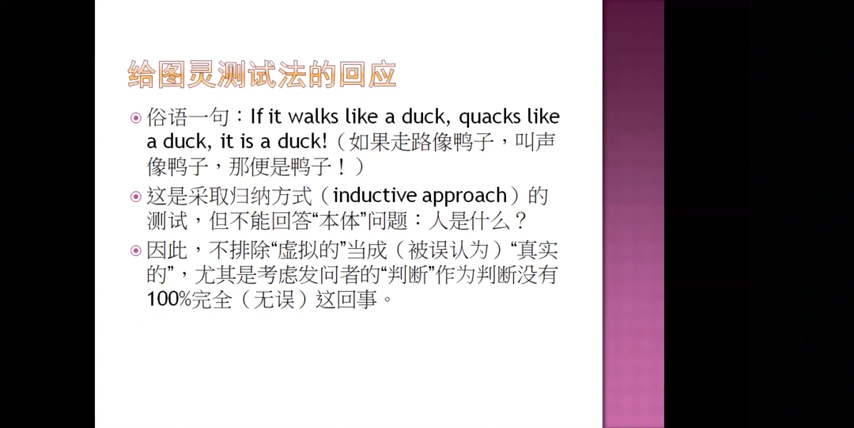 给图灵测试法的回应
俗语一句：If it walks like a duck, quacks like
a duck, it is a duck!（如果走路像鸭子，叫声
像鸭子，那便是鸭子！）
这是采取归纳方式（inductive approach）的
测试，但不能回答“本体”问题：人是什么？
因此，不排除“虚拟的”当成（被误认为）“真实
的”，尤其是考虑发问者的“判断”作为判断没有
100%完全（无误）这回事。